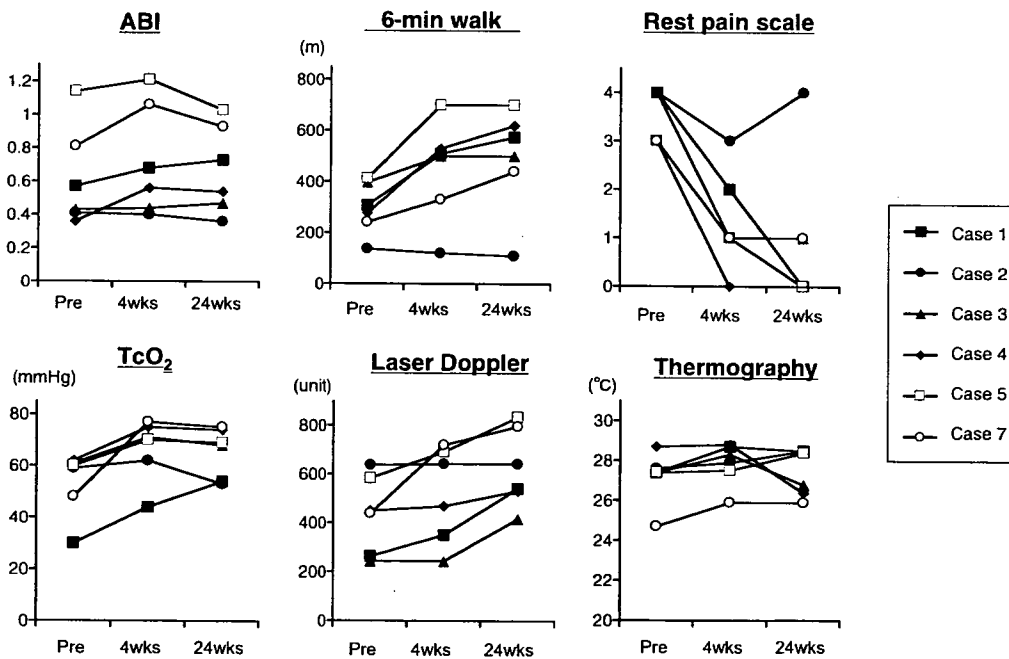 ABI
1.2
1
0.8
0.6
0.4
0.2
0
Pre
4wks
24wks
6-min walk
(m)
800
600
400
200
0
Pre
4wks
24wks
Rest pain scale
4
3
2
1
0
Pre
4wks
24wks
TcO₂
(mmHg)
80
60
40
20
0
Pre
4wks
24wks
Laser Doppler
(unit)
800
600
400
200
0
Pre
4wks
24wks
Thermography
(°C)
30
28
26
24
22
20
Pre
4wks
24wks
Case 1
Case 2
Case 3
Case 4
Case 5
Case 7